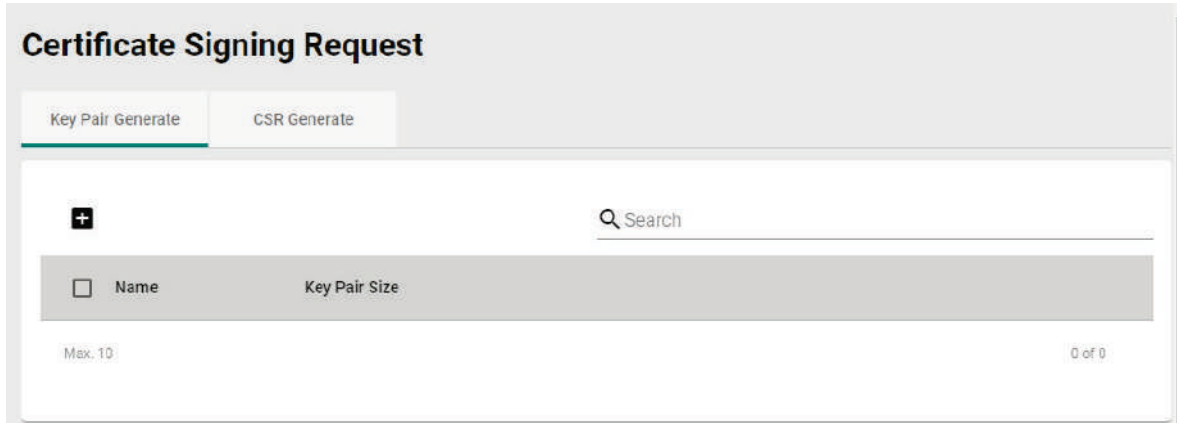 Certificate Signing Request
Key Pair Generate CSR Generate
Search
Name Key Pair Size
Max. 10 0 of 0